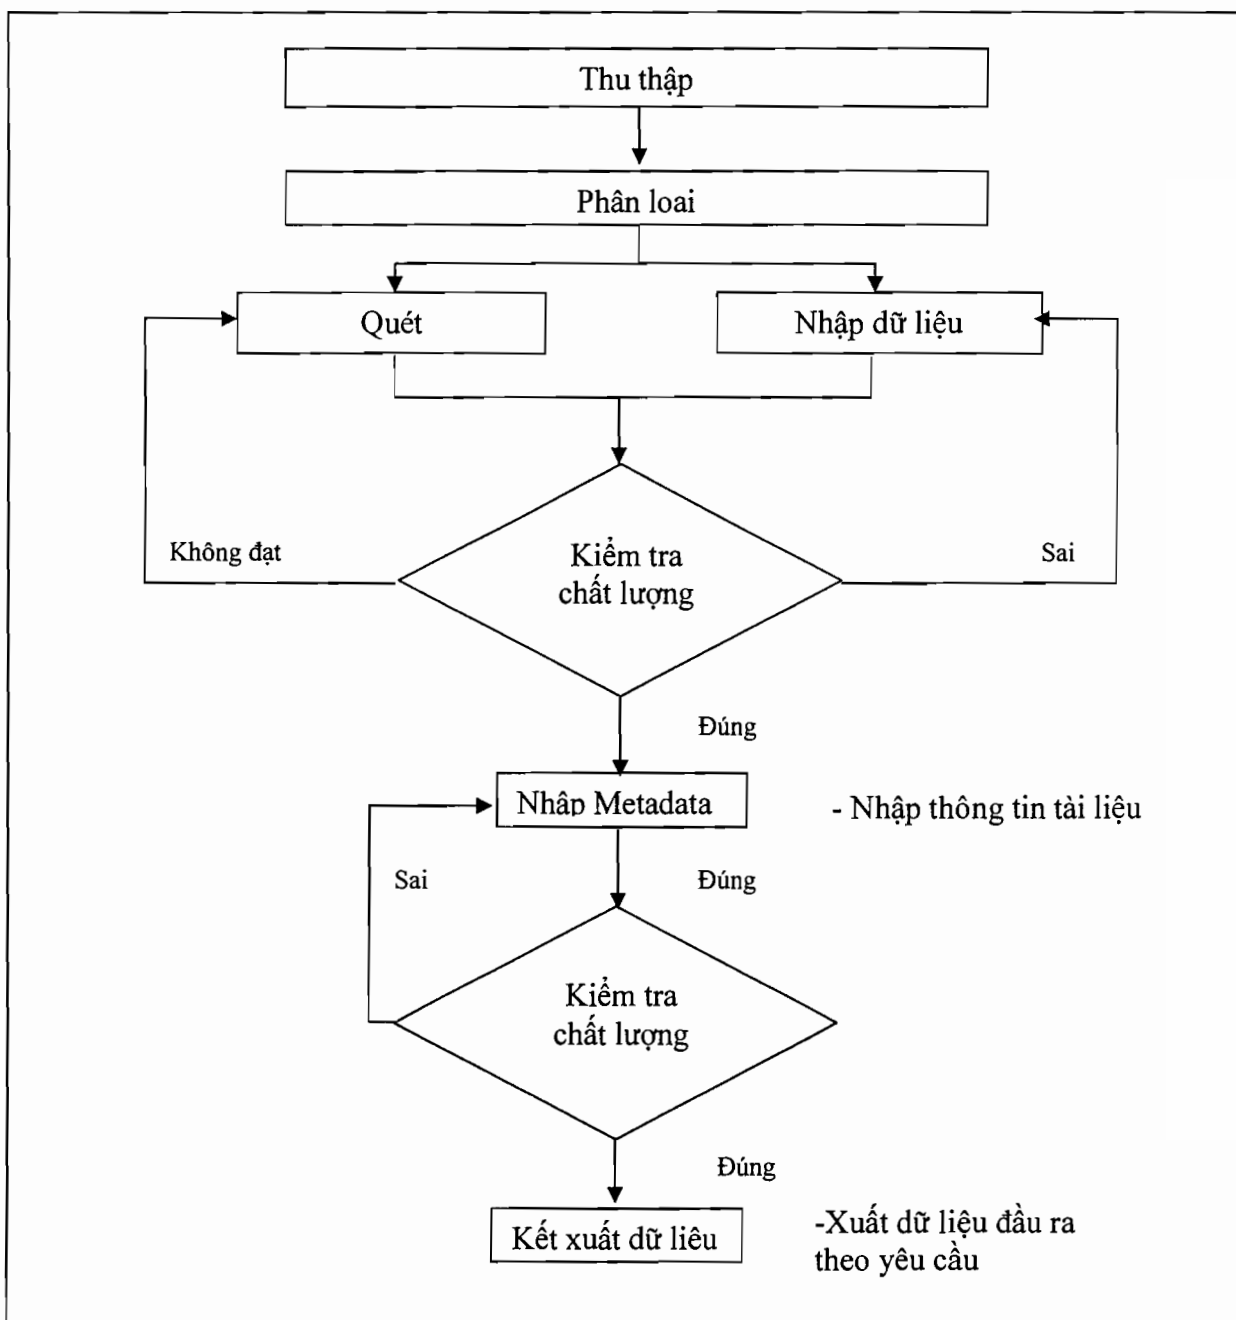 Thu thập
Phân loai
Quét
Nhập dữ liệu
Không đạt
Kiểm tra
chất lượng
Sai
Đúng
Nhâp Metadata
- Nhập thông tin tài liệu
Sai
Đúng
Kiểm tra
chất lượng
Đúng
Kết xuất dữ liêu
-Xuất dữ liệu đầu ra
theo yêu cầu